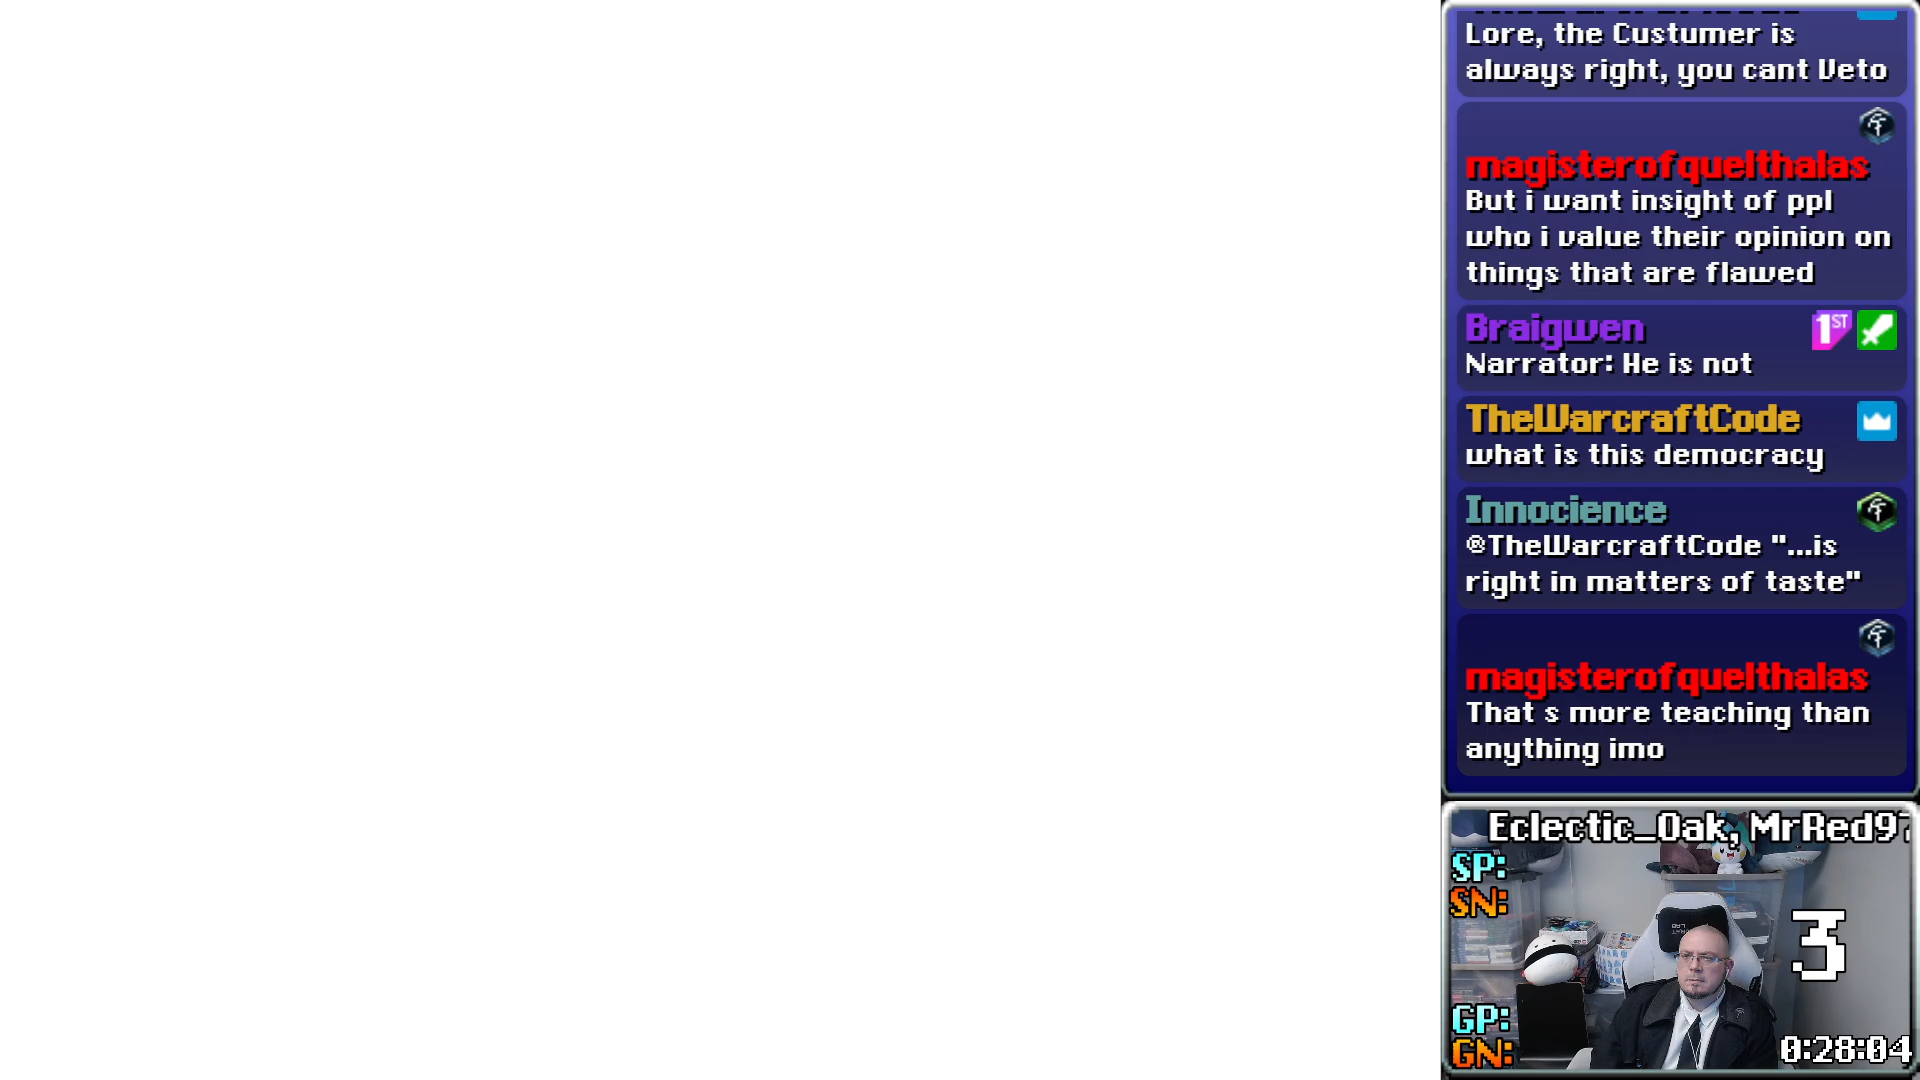 Lore, the Custumer is
always right, you cant Veto
magisterofquelthalas
But i want insight of ppl
who i value their opinion on
things that are flawed
Braigwen
1ST
Narrator: He is not
TheWarcraftCode
what is this democracy
Innocience
@TheWarcraftCode "...is
right in matters of taste"
magisterofquelthalas
That s more teaching than
anything imo
Eclectic_Oak, MrRed97
SP:
SN:
3
GP:
GN:
0:28:04